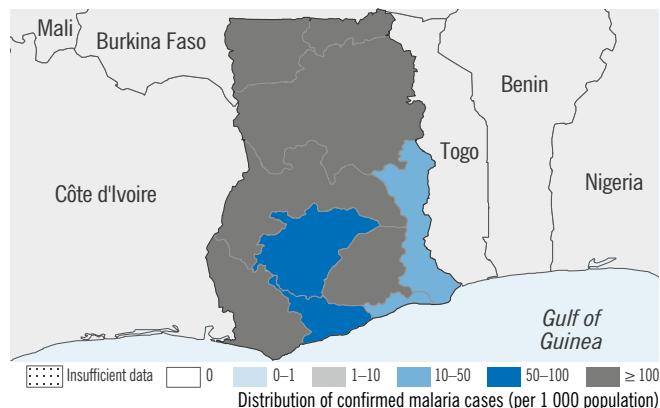 Mali
Burkina Faso
Benin
Togo
Côte d'Ivoire
Nigeria
Gulf of
Guinea
Insufficient data 0 0–1 1–10 10–50 50–100 ≥ 100
Distribution of confirmed malaria cases (per 1 000 population)